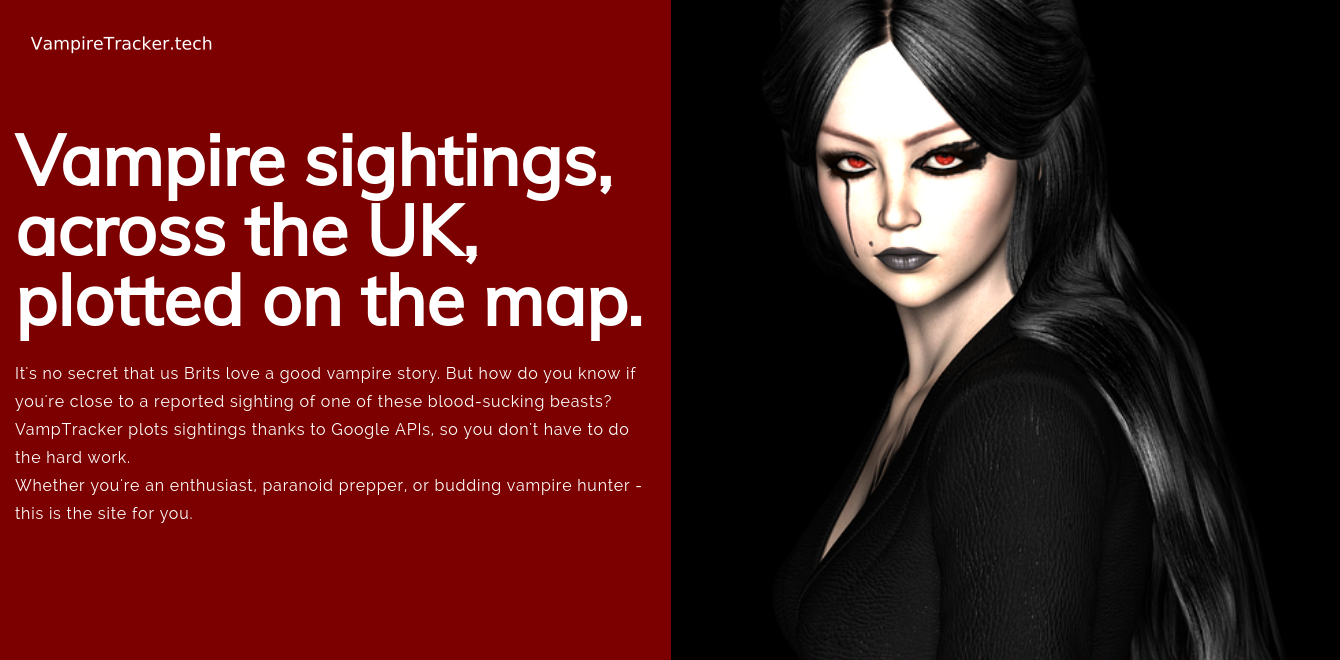 VampireTracker.tech
Vampire sightings,
across the UK,
plotted on the map.
It's no secret that us Brits love a good vampire story. But how do you know if
you're close to a reported sighting of one of these blood-sucking beasts?
VampTracker plots sightings thanks to Google APIs, so you don't have to do
the hard work.
Whether you're an enthusiast, paranoid prepper, or budding vampire hunter -
this is the site for you.